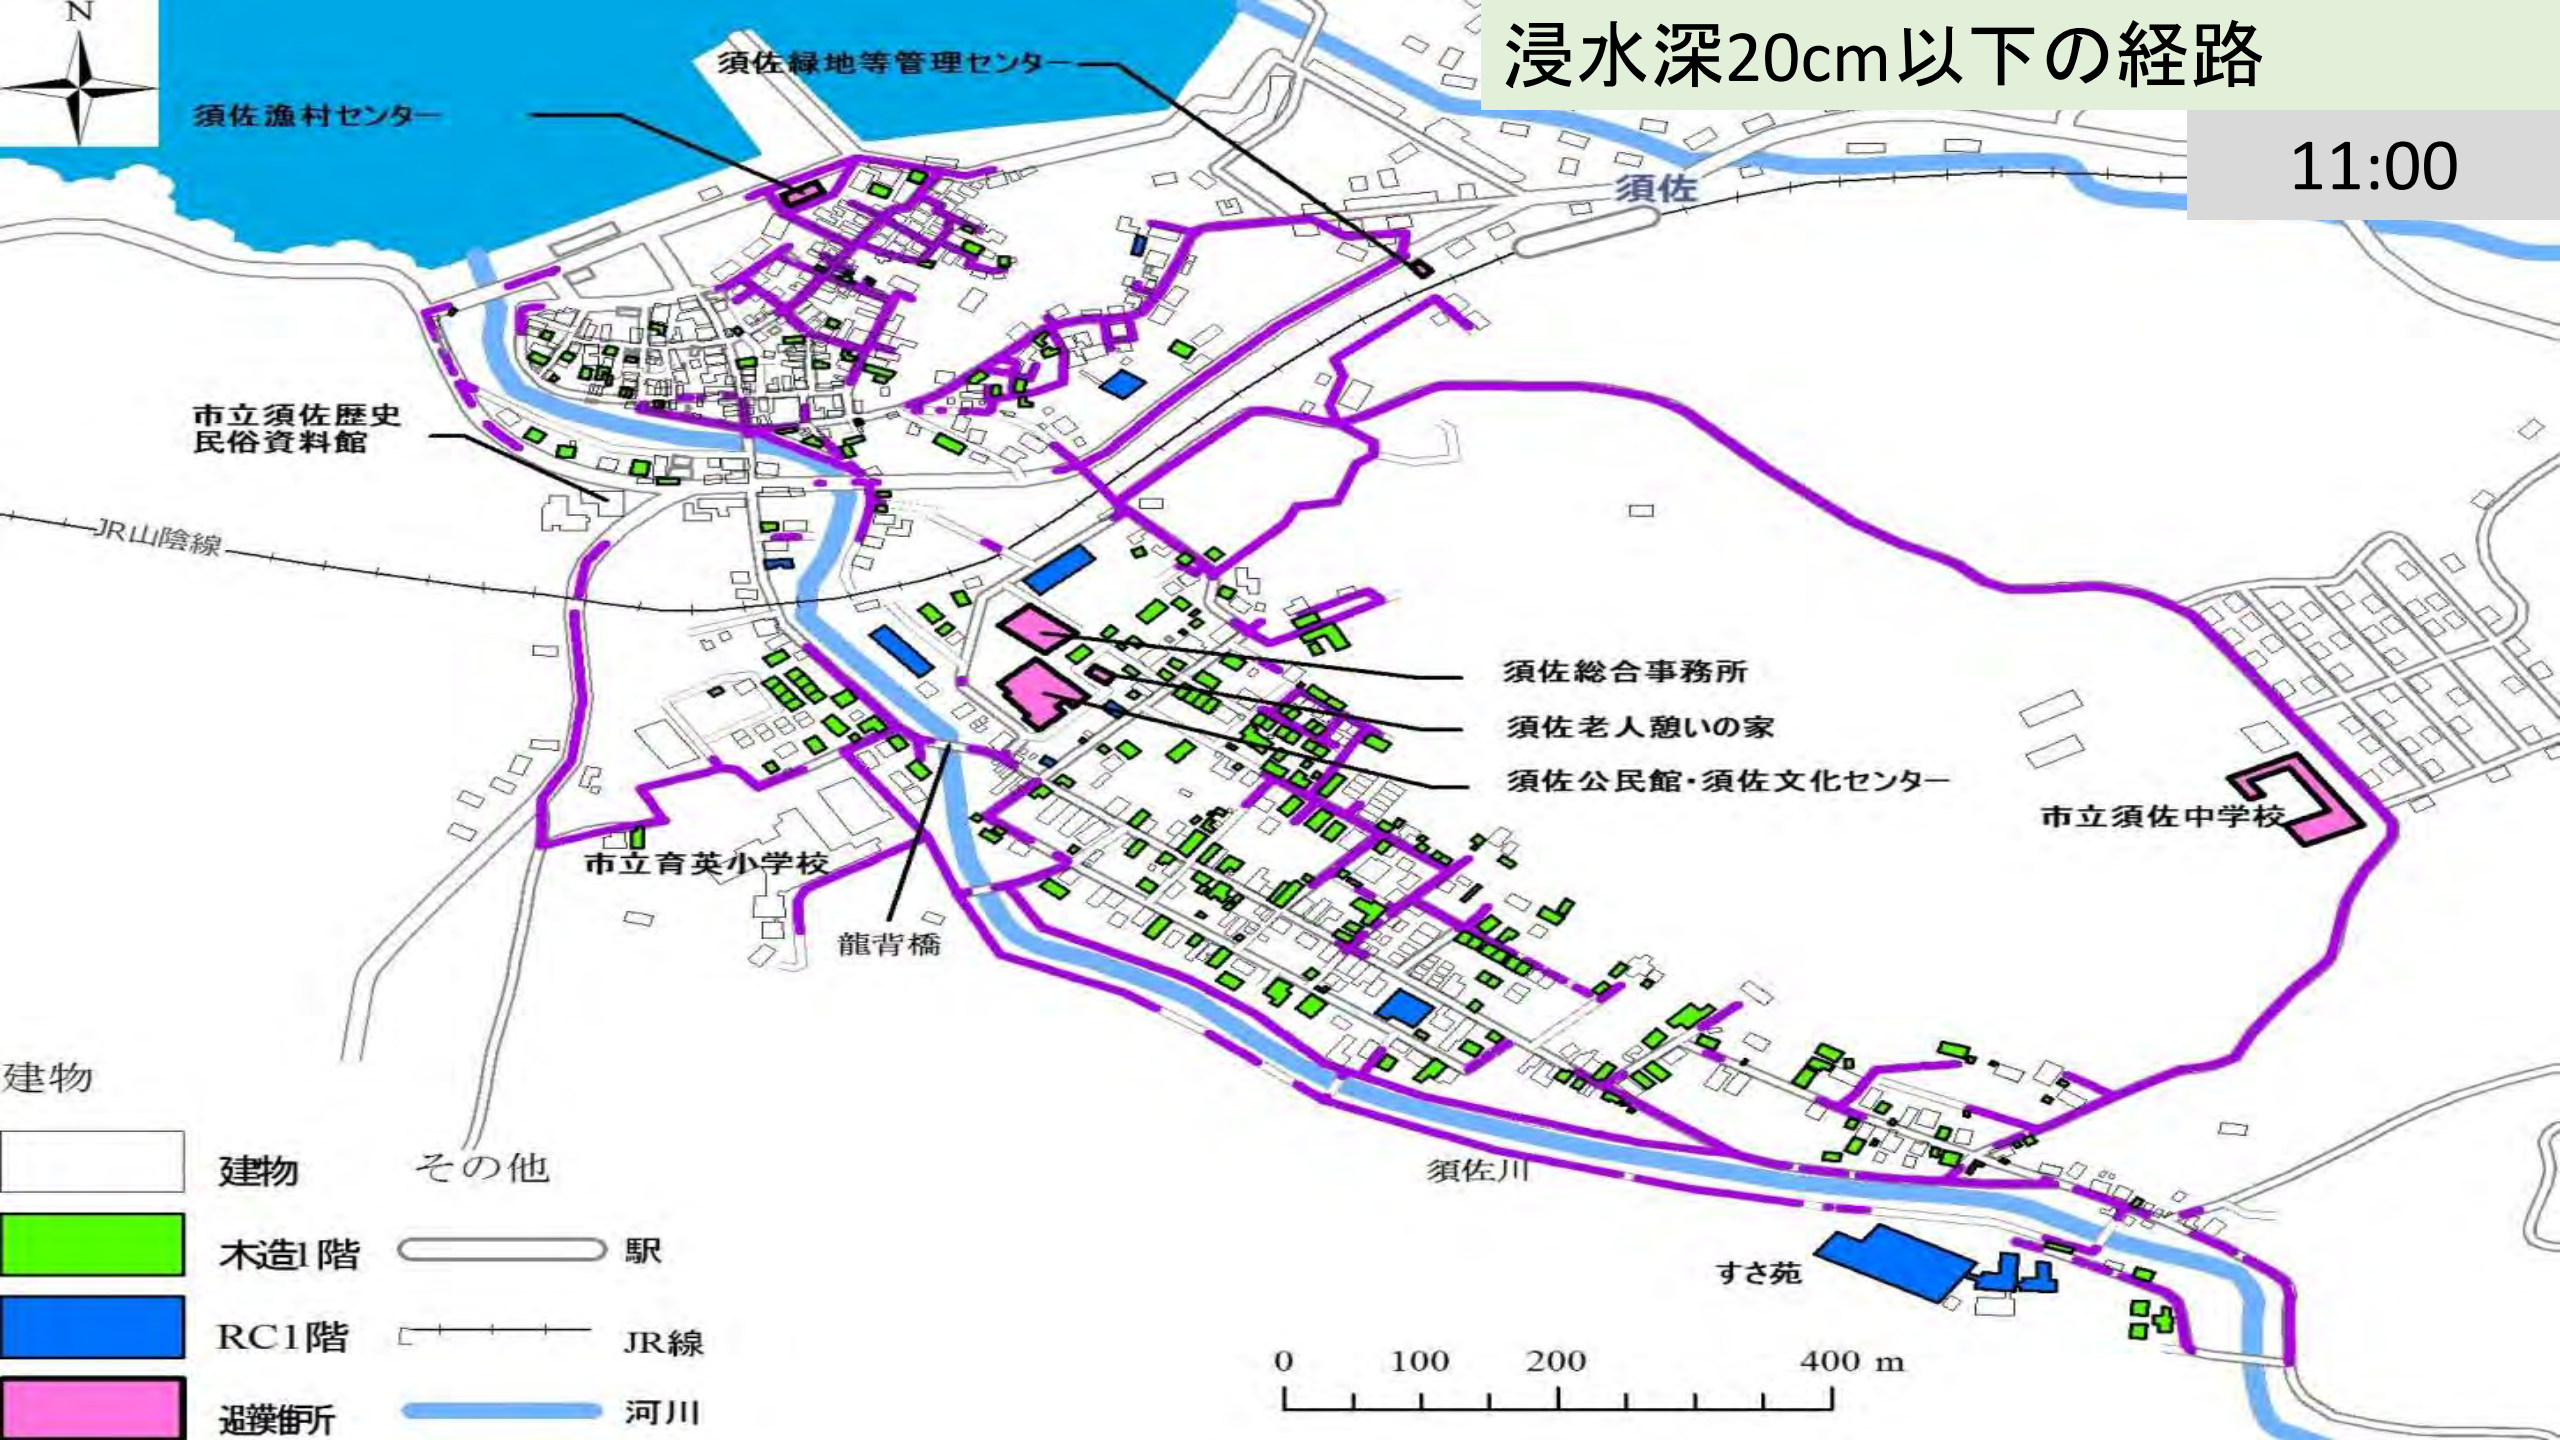 N
浸水深20cm以下の経路
11:00
須佐緑地等管理センター
須佐漁村センター
須佐
市立須佐歴史
民俗資料館
JR山陰線
須佐総合事務所
須佐老人憩いの家
須佐公民館・須佐文化センター
市立須佐中学校
市立育英小学校
龍背橋
須佐川
すさ苑
建物
建物
その他
木造1階
駅
RC1階
JR線
河川
0 100 200 400 m